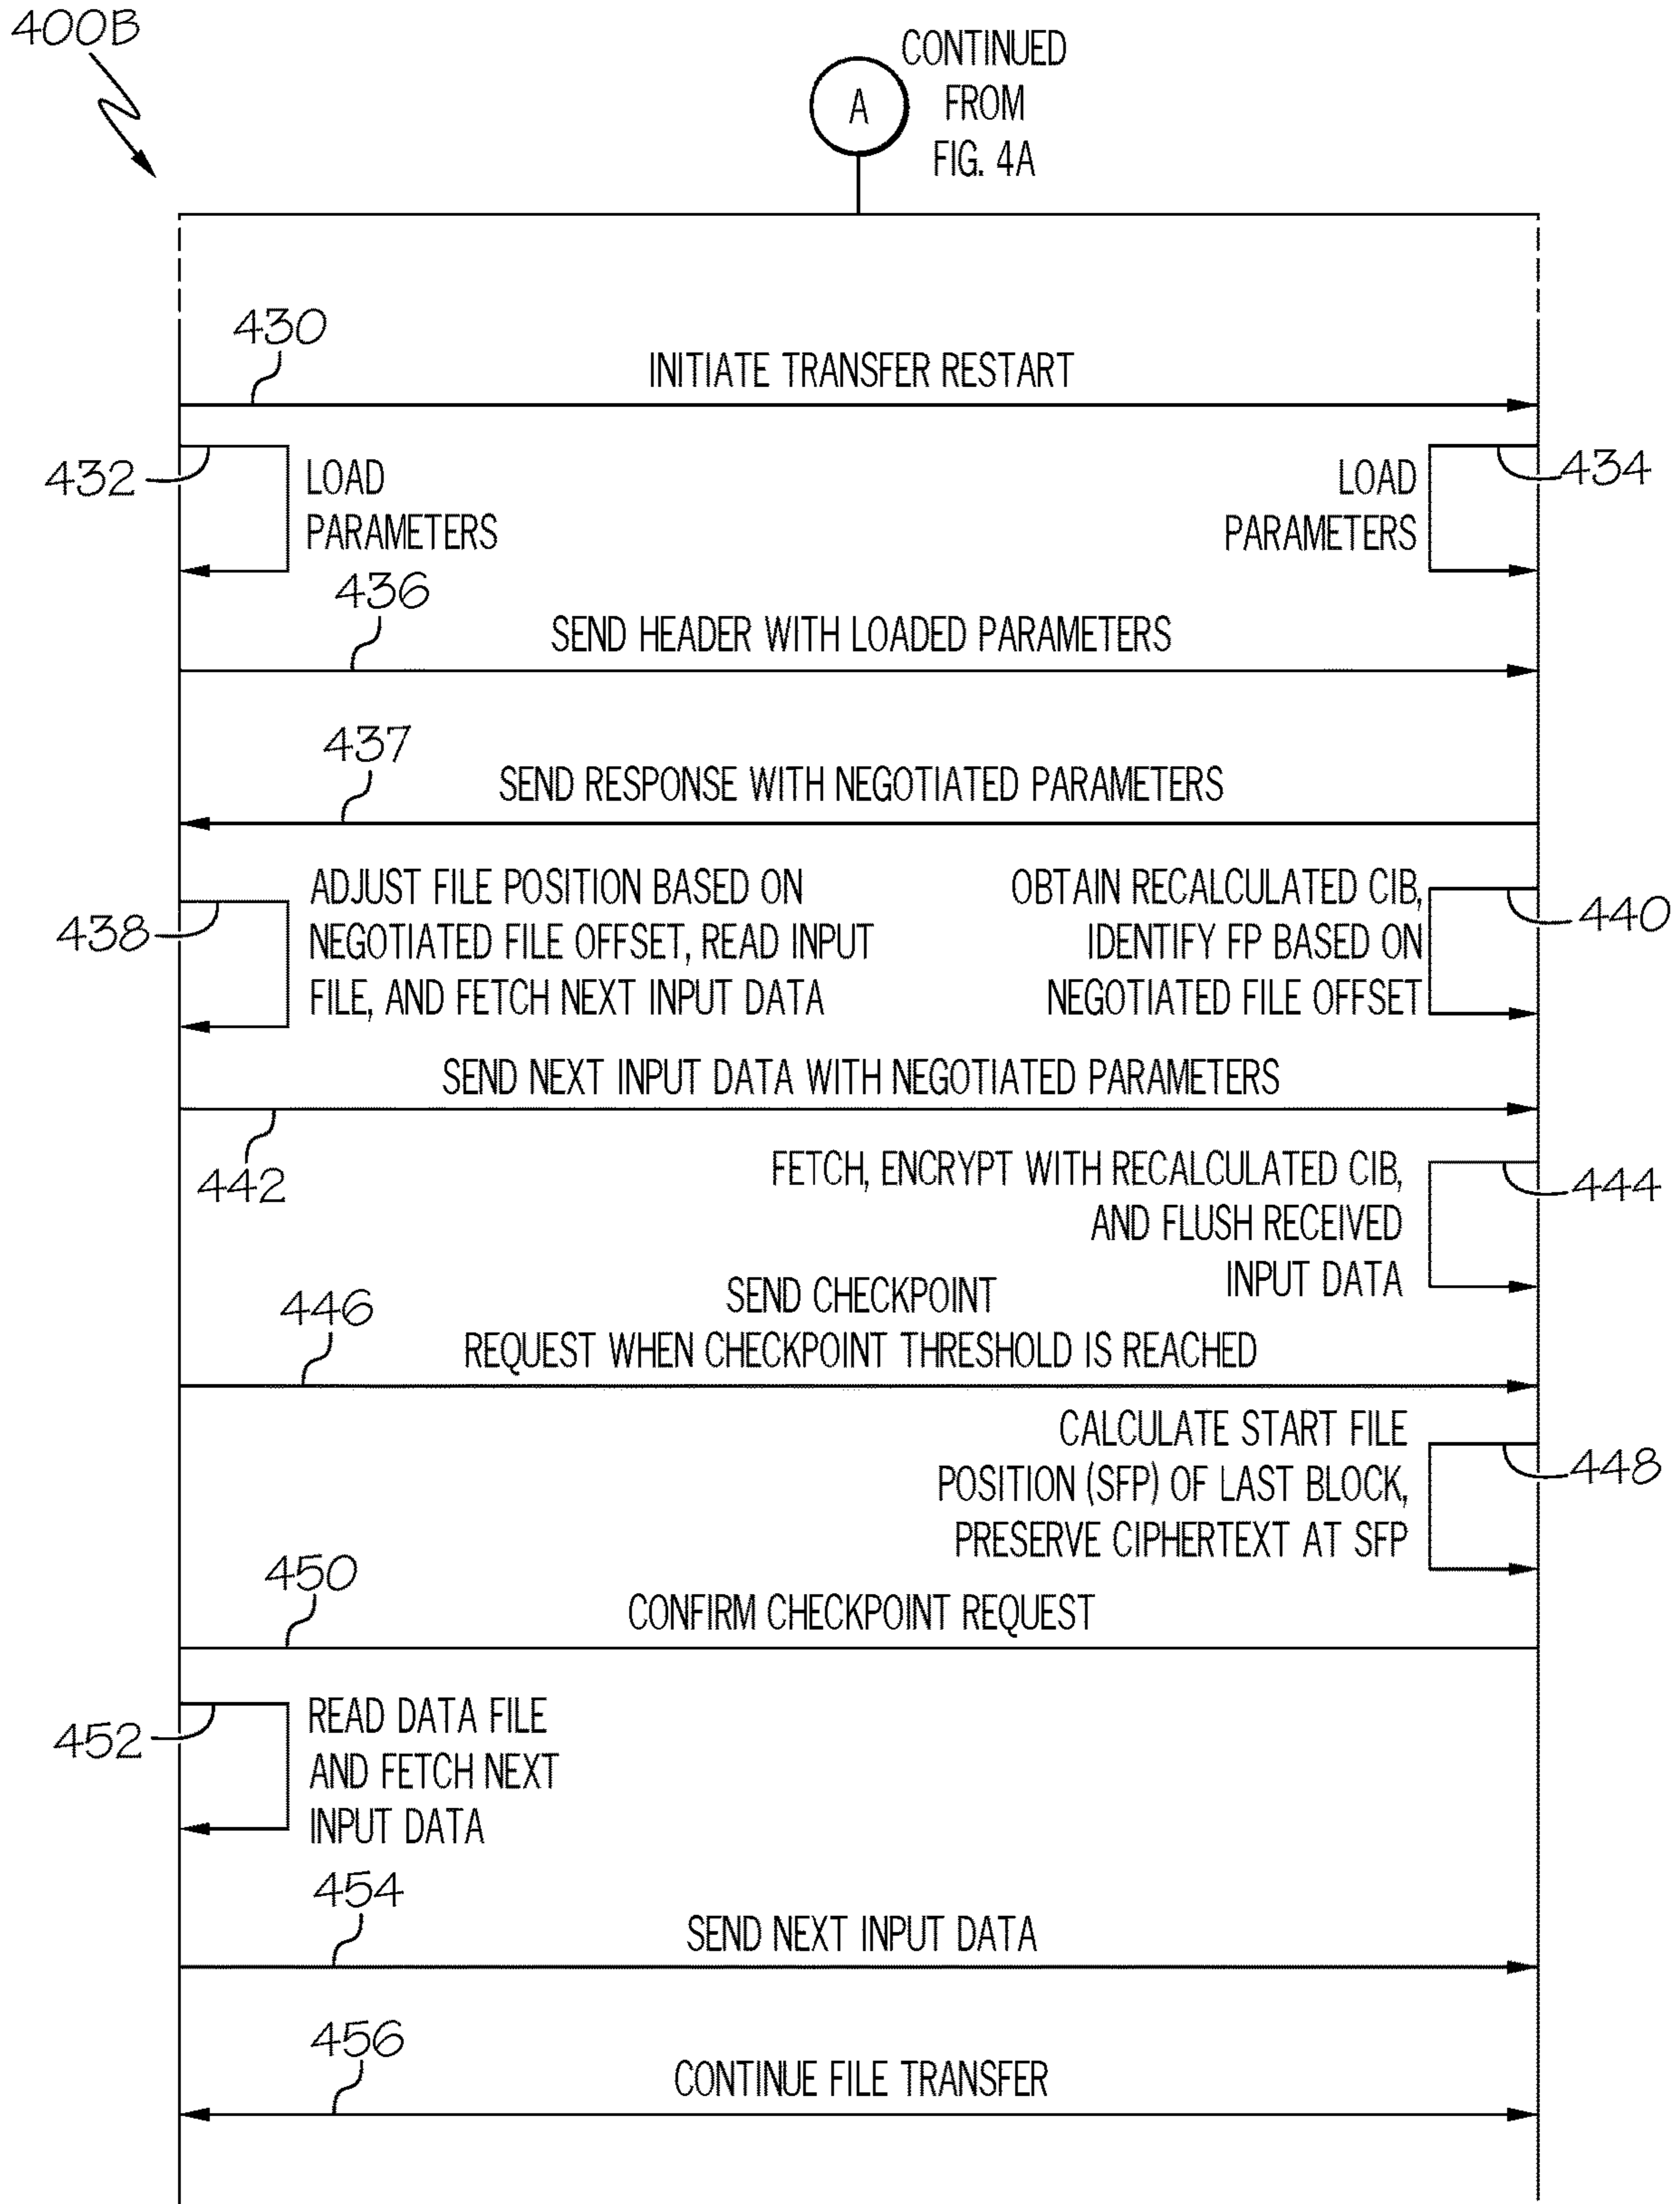 400B
CONTINUED
FROM
FIG. 4A
A
430
INITIATE TRANSFER RESTART
432
LOAD
PARAMETERS
LOAD
PARAMETERS
434
436
SEND HEADER WITH LOADED PARAMETERS
437
SEND RESPONSE WITH NEGOTIATED PARAMETERS
438
ADJUST FILE POSITION BASED ON
NEGOTIATED FILE OFFSET, READ INPUT
FILE, AND FETCH NEXT INPUT DATA
OBTAIN RECALCULATED CIB,
IDENTIFY FP BASED ON
NEGOTIATED FILE OFFSET
440
SEND NEXT INPUT DATA WITH NEGOTIATED PARAMETERS
442
FETCH, ENCRYPT WITH RECALCULATED CIB,
AND FLUSH RECEIVED
INPUT DATA
444
446
SEND CHECKPOINT
REQUEST WHEN CHECKPOINT THRESHOLD IS REACHED
CALCULATE START FILE
POSITION (SFP) OF LAST BLOCK,
PRESERVE CIPHERTEXT AT SFP
448
450
CONFIRM CHECKPOINT REQUEST
452
READ DATA FILE
AND FETCH NEXT
INPUT DATA
454
SEND NEXT INPUT DATA
456
CONTINUE FILE TRANSFER